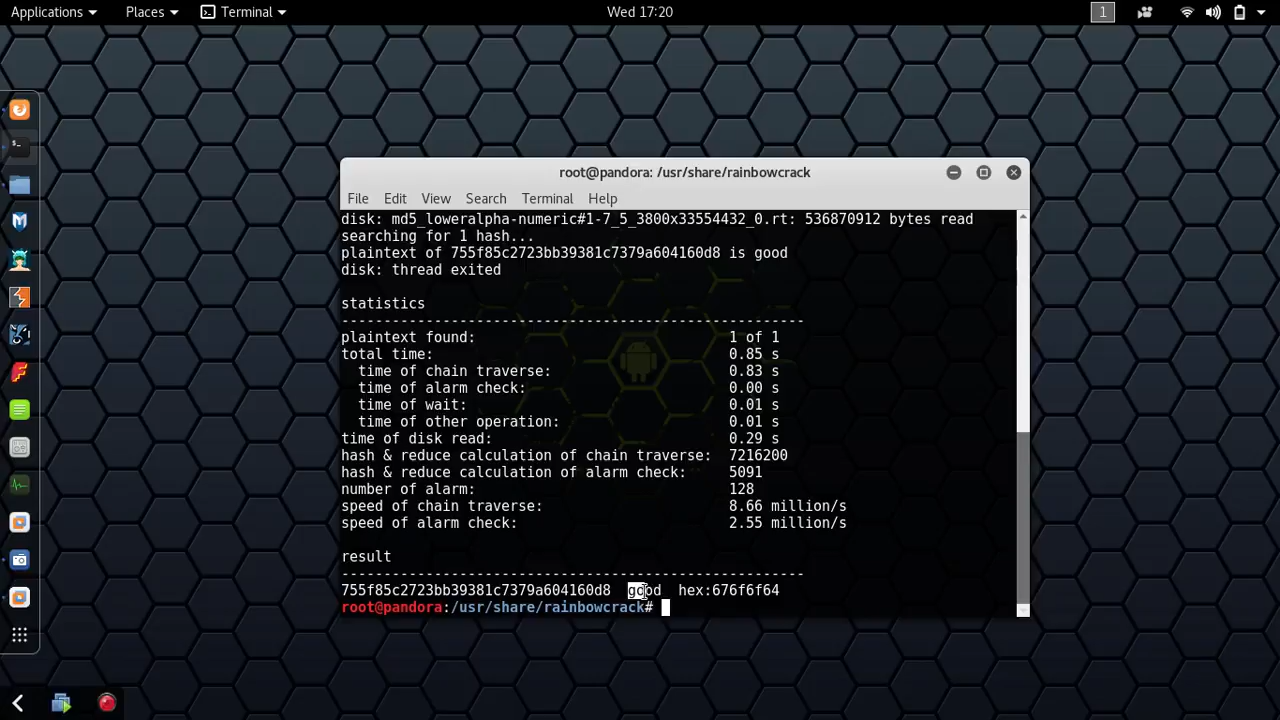 Applications Places Terminal Wed 17:20 1
root@pandora: /usr/share/rainbowcrack
File Edit View Search Terminal Help
disk: md5_loweralpha-numeric#1-7_5_3800x33554432_0.rt: 536870912 bytes read
searching for 1 hash...
plaintext of 755f85c2723bb39381c7379a604160d8 is good
disk: thread exited
statistics
-------------------------------------------------------
plaintext found: 1 of 1
total time: 0.85 s
time of chain traverse: 0.83 s
time of alarm check: 0.00 s
time of wait: 0.01 s
time of other operation: 0.01 s
time of disk read: 0.29 s
hash & reduce calculation of chain traverse: 7216200
hash & reduce calculation of alarm check: 5091
number of alarm: 128
speed of chain traverse: 8.66 million/s
speed of alarm check: 2.55 million/s
result
-------------------------------------------------------
755f85c2723bb39381c7379a604160d8 good hex:676f6f64
root@pandora:/usr/share/rainbowcrack#